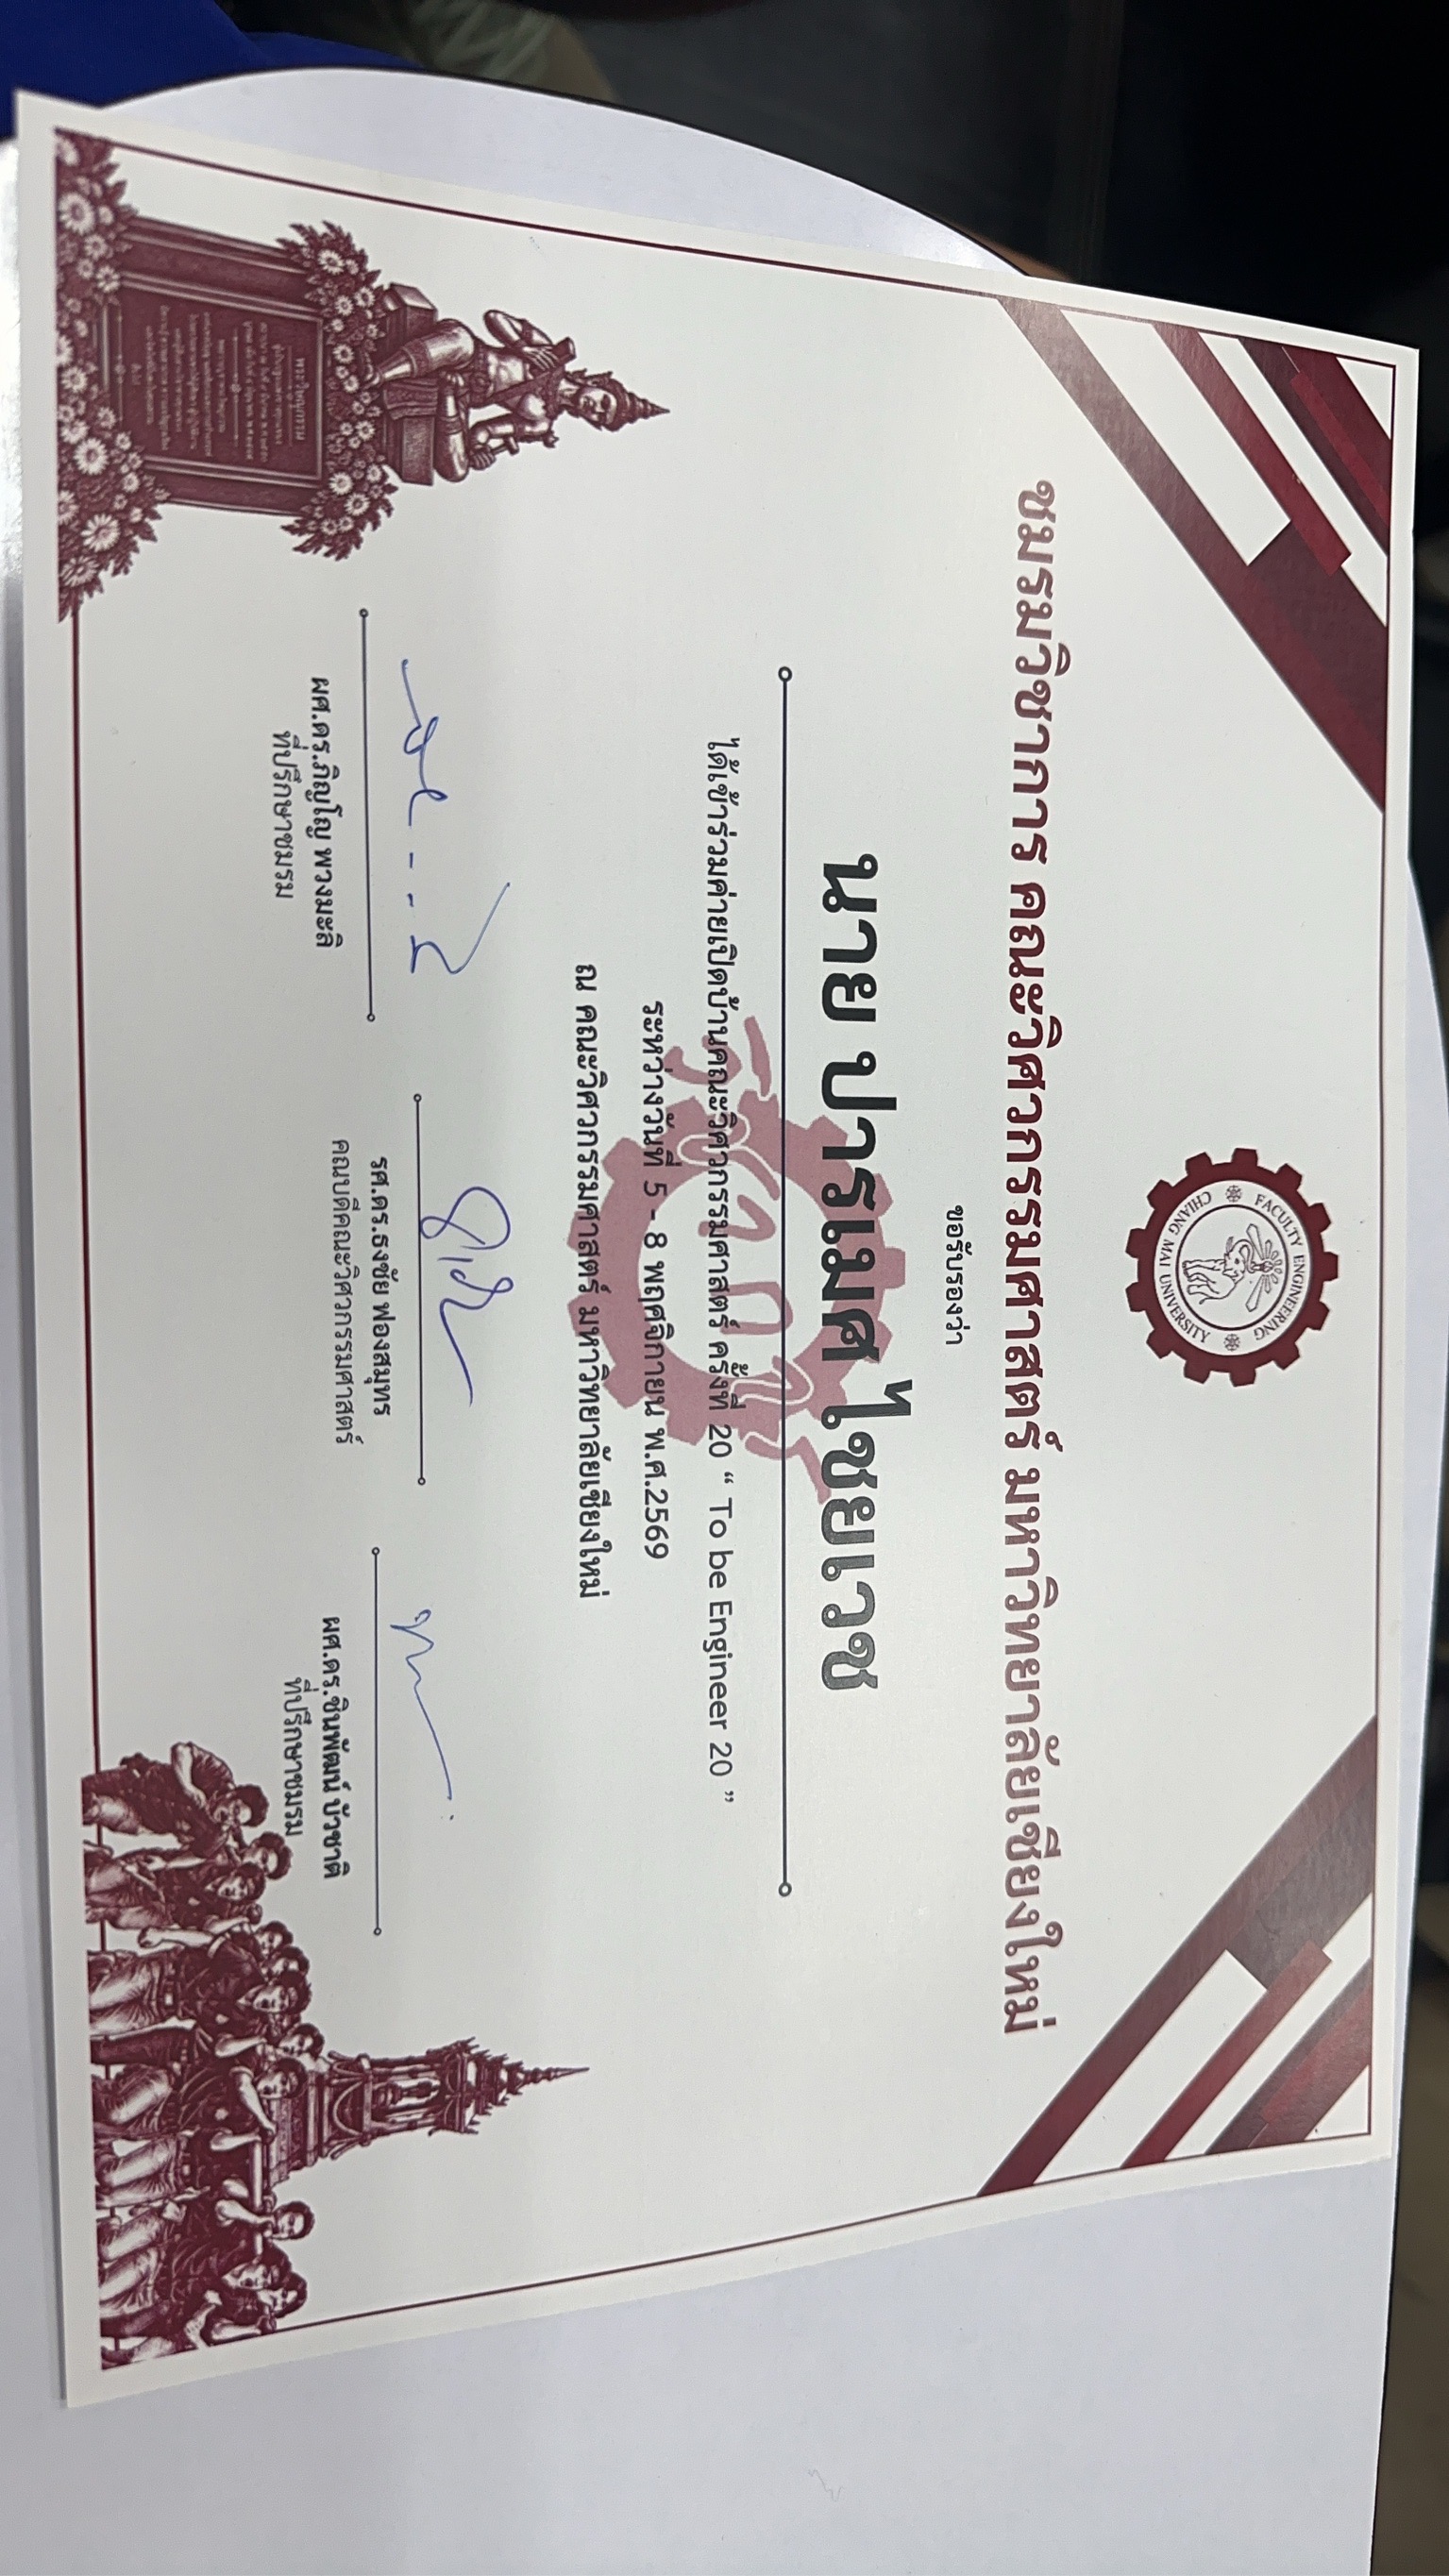 FACULTY ENGINEERING
CHIANG MAI UNIVERSITY
ชมรมวิชาการ คณะวิศวกรรมศาสตร์ มหาวิทยาลัยเชียงใหม่
ขอรับรองว่า
นาย ปารเมศ ไชยเวช
ได้เข้าร่วมค่ายเปิดบ้านคณะวิศวกรรมศาสตร์ ครั้งที่ 20 “ To be Engineer 20 ”
ระหว่างวันที่ 5 - 8 พฤศจิกายน พ.ศ.2569
ณ คณะวิศวกรรมศาสตร์ มหาวิทยาลัยเชียงใหม่
ผศ.ดร.ภิญโญ พวงมะลิ
ที่ปรึกษาชมรม
รศ.ดร.ธงชัย ฟองสมุทร
คณบดีคณะวิศวกรรมศาสตร์
ผศ.ดร.ชินพัฒน์ บัวชาติ
ที่ปรึกษาชมรม
พระวิษณุกรรม